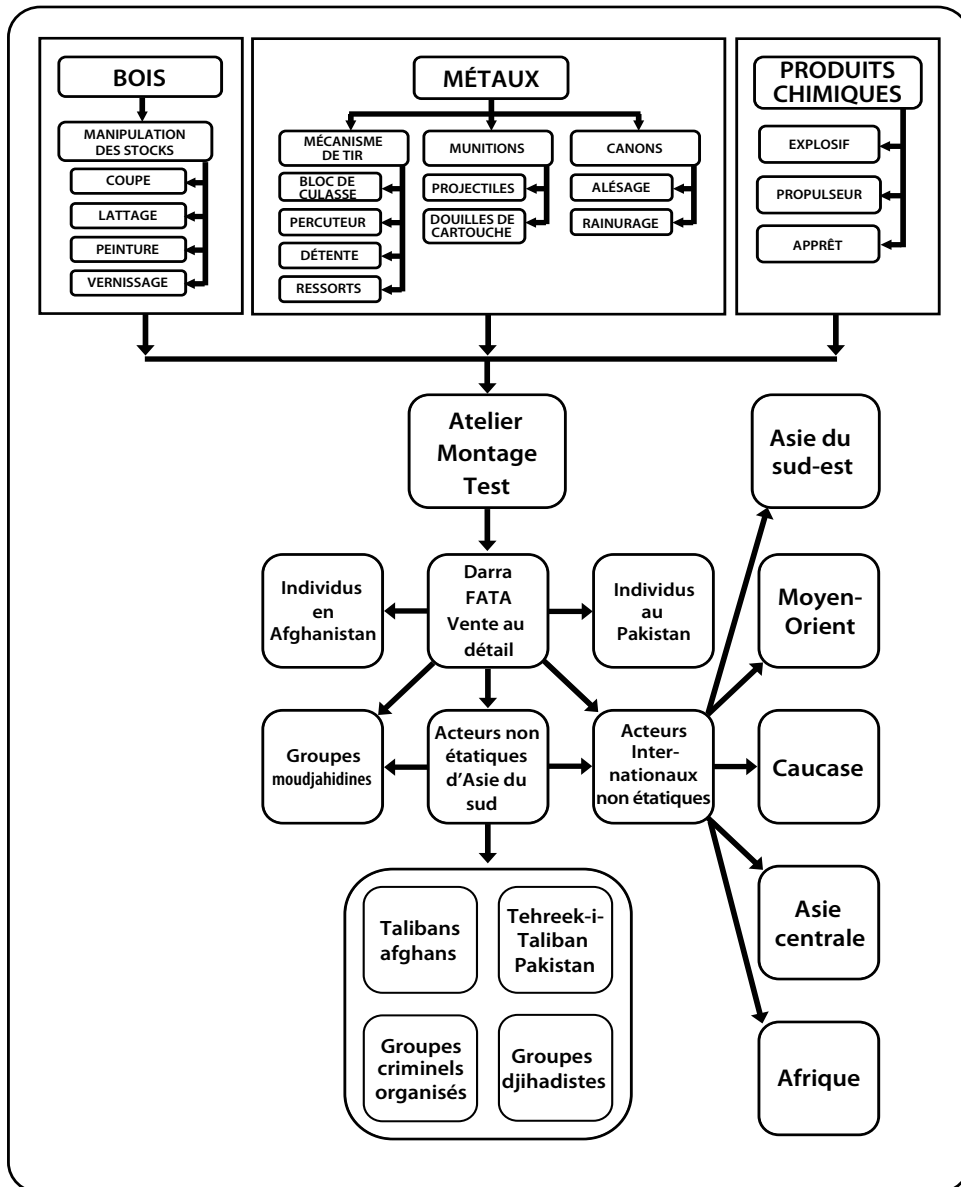 BOIS
MANIPULATION
DES STOCKS
COUPE
LATTAGE
PEINTURE
VERNISSAGE
MÉTAUX
MÉCANISME
DE TIR
BLOC DE
CULASSE
PERCUTEUR
DÉTENTE
RESSORTS
MUNITIONS
PROJECTILES
DOUILLES DE
CARTOUCHE
CANONS
ALÉSAGE
RAINURAGE
PRODUITS
CHIMIQUES
EXPLOSIF
PROPULSEUR
APPRÊT
Atelier
Montage
Test
Asie du
sud-est
Individus
en
Afghanistan
Darra
FATA
Vente au
détail
Individus
au
Pakistan
Moyen-
Orient
Groupes
moudjahidines
Acteurs non
étatiques
d'Asie du
sud
Acteurs
Inter-
nationaux
non étatiques
Caucase
Talibans
afghans
Tehreek-i-
Taliban
Pakistan
Asie
centrale
Groupes
criminels
organisés
Groupes
djihadistes
Afrique